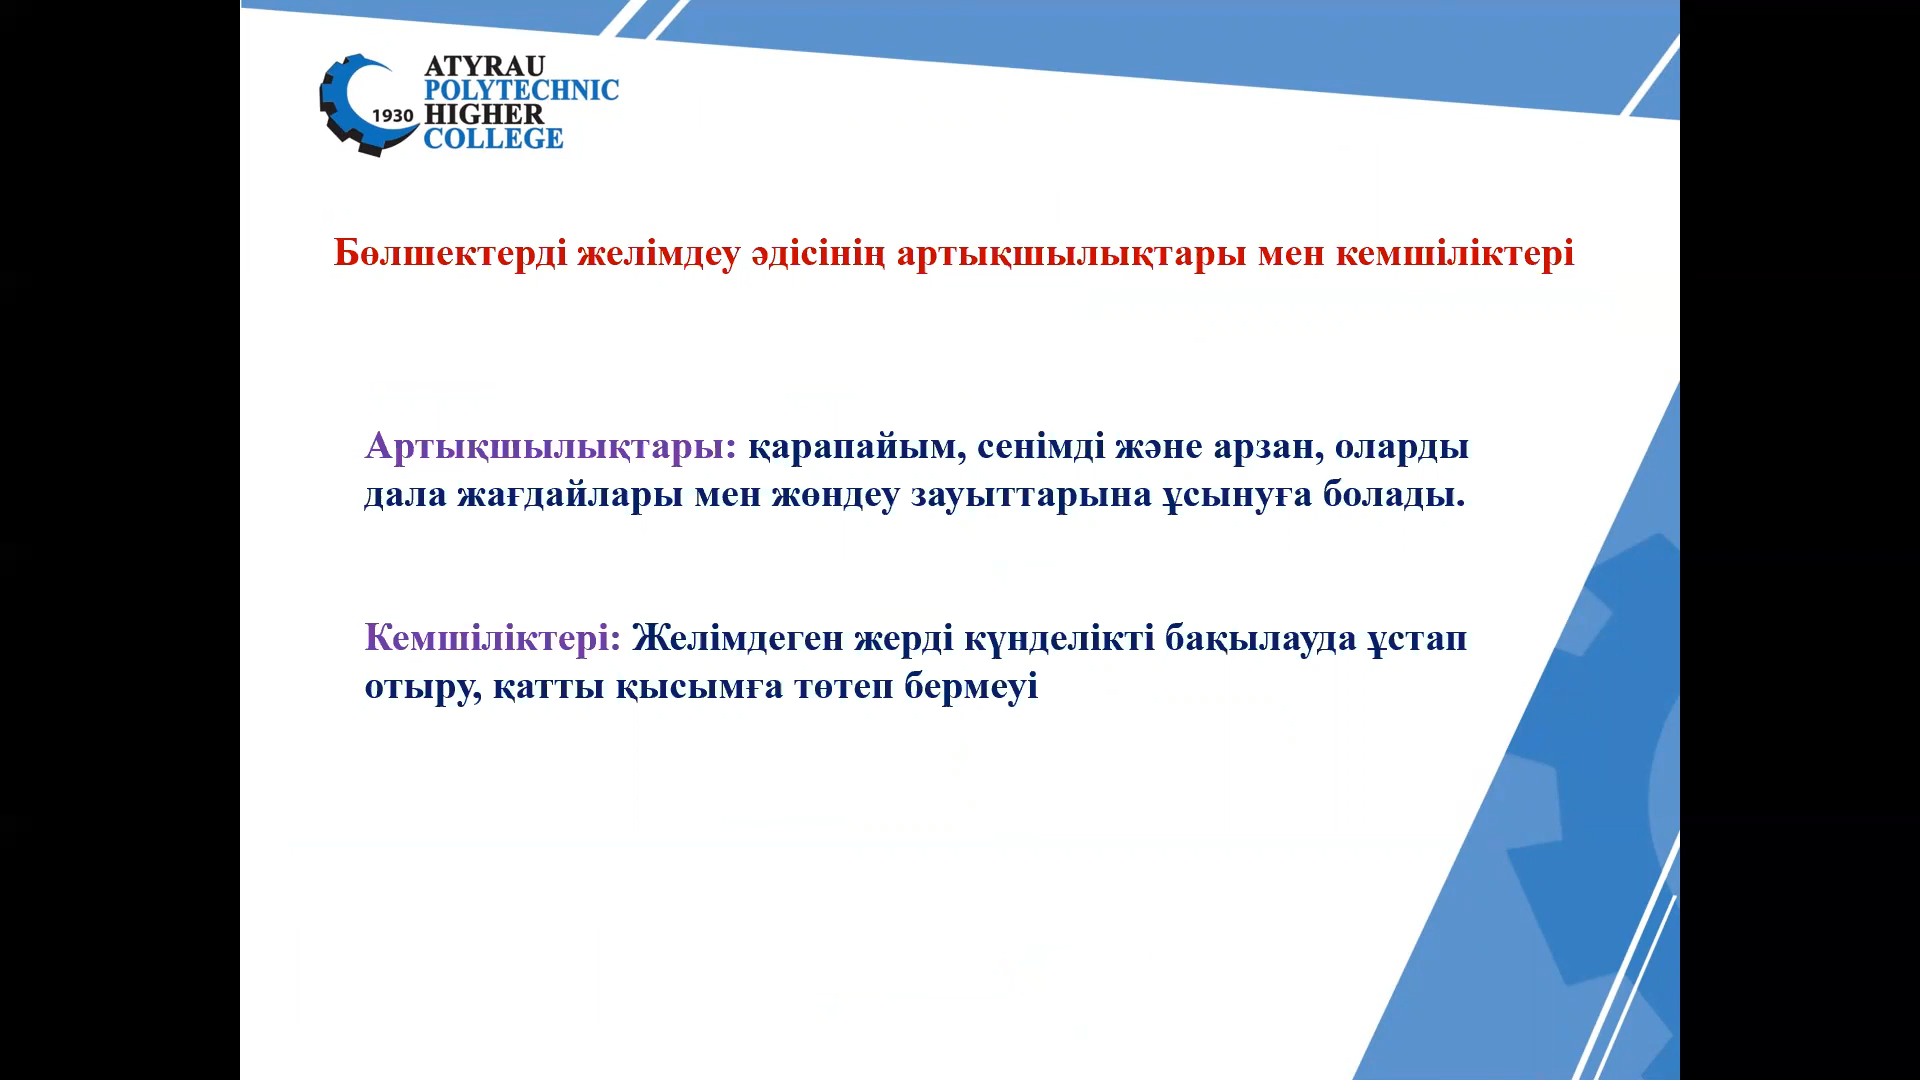 ATYRAU
POLYTECHNIC
1930 HIGHER
COLLEGE
Бөлшектерді желімдеу әдісінің артықшылықтары мен кемшіліктері
Артықшылықтары: қарапайым, сенімді және арзан, оларды
дала жағдайлары мен жөндеу зауыттарына ұсынуға болады.
Кемшіліктері: Желімдеген жерді күнделікті бақылауда ұстап
отыру, қатты қысымға төтеп бермеуі